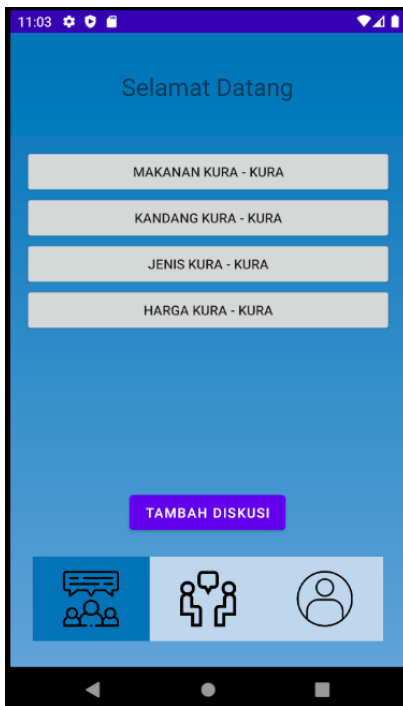 11:03
Selamat Datang
MAKANAN KURA - KURA
KANDANG KURA - KURA
JENIS KURA - KURA
HARGA KURA - KURA
TAMBAH DISKUSI